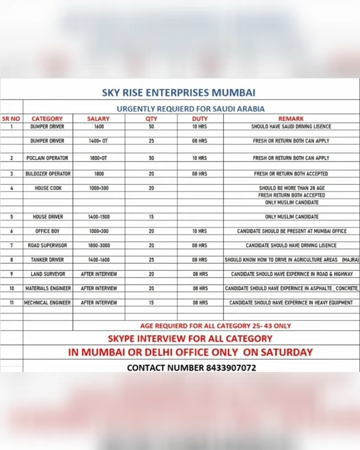 SKY RISE ENTERPRISES MUMBAI
URGENTLY REQUIERD FOR SAUDI ARABIA
SR NO CATEGORY SALARY QTY DUTY REMARK
1 DUMPER DRIVER 1600 50 10 HRS SHOULD HAVE SAUDI DRIVING LISENCE
DUMPER DRIVER 1400+ OT 25 08 HRS FRESH OR RETURN BOTH CAN APPLY
2 POCLAIN OPERATOR 1800+OT 50 10 HRS FRESH OR RETURN BOTH CAN APPLY
3 BULDOZER OPERATOR 1800 20 08 HRS FRESH OR RETURN BOTH ACCEPTED
4 HOUSE COOK 1000+300 20 SHOULD BE MORE THAN 28 AGE
FRESH RETURN BOTH ACCEPTED
ONLY MUSLIM CANDIDATE
5 HOUSE DRIVER 1400-1500 15 ONLY MUSLIM CANDIDATE
6 OFFICE BOY 1000+300 20 10 HRS CANDIDATE SHOULD BE PRESENT AT MUMBAI OFFICE
7 ROAD SUPERVISOR 1800-3000 20 08 HRS CANDIDATE SHOULD HAVE DRIVING LISENCE
8 TANKER DRIVER 1400-1600 25 08 HRS SHOULD KNOW HOW TO DRIVE IN AGRICULTURE AREAS (MAJRA)
9 LAND SURVEYOR AFTER INTERVIEW 20 08 HRS CANDIDATE SHOULD HAVE EXPERINCE IN ROAD & HIGHWAY
10 MATERIALS ENGINEER AFTER INTERVIEW 20 08 HRS CANDIDATE SHOULD HAVE EXPERINCE IN ASPHALTE , CONCRETE,
11 MECHNICAL ENGINEER AFTER INTERVIEW 15 08 HRS CANDIDATE SHOULD HAVE EXPERINCE IN HEAVY EQUIPMENT
AGE REQUIERD FOR ALL CATEGORY 25- 43 ONLY
SKYPE INTERVIEW FOR ALL CATEGORY
IN MUMBAI OR DELHI OFFICE ONLY ON SATURDAY
CONTACT NUMBER 8433907072